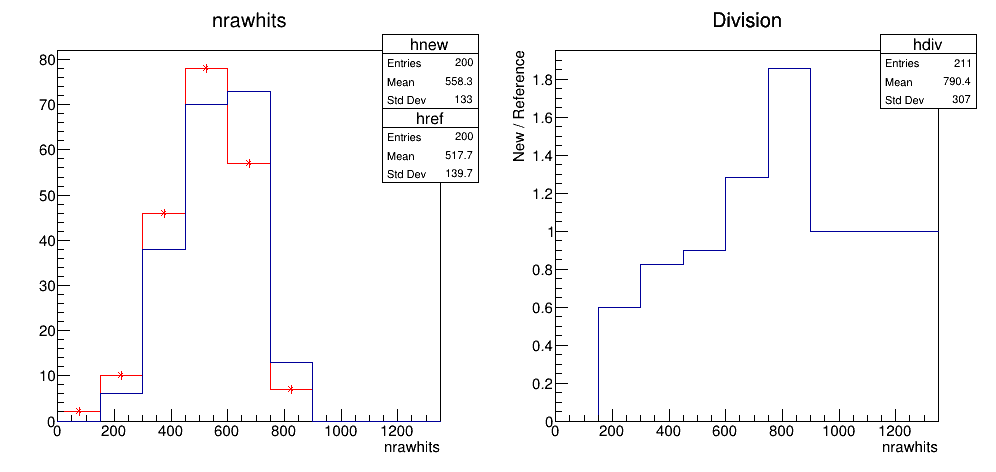 nrawhits
hnew
Entries 200
Mean 558.3
Std Dev 133
href
Entries 200
Mean 517.7
Std Dev 139.7
80
70
60
50
40
30
20
10
0
0 200 400 600 800 1000 1200
nrawhits
Division
hdiv
Entries 211
Mean 790.4
Std Dev 307
New / Reference
1.8
1.6
1.4
1.2
1
0.8
0.6
0.4
0.2
0
0 200 400 600 800 1000 1200
nrawhits